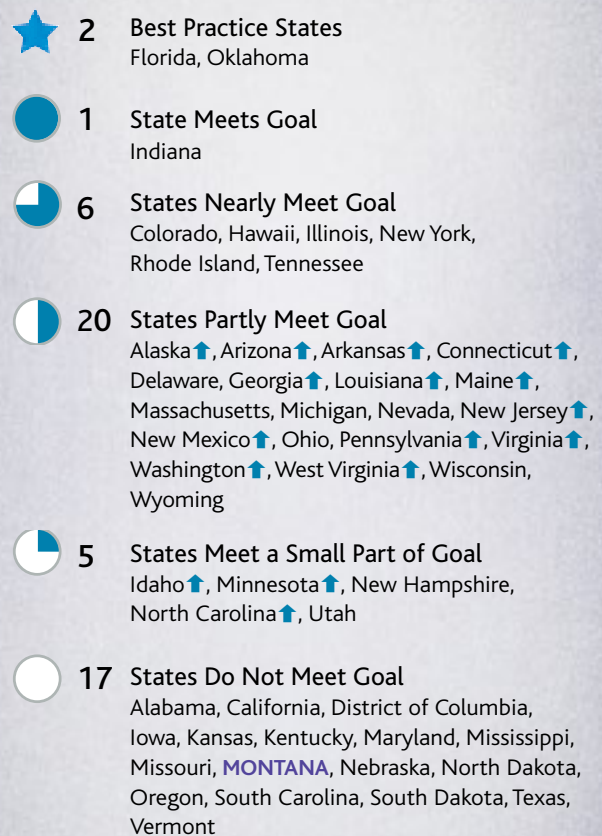 2 Best Practice States
Florida, Oklahoma
1 State Meets Goal
Indiana
6 States Nearly Meet Goal
Colorado, Hawaii, Illinois, New York,
Rhode Island, Tennessee
20 States Partly Meet Goal
Alaska⬆, Arizona⬆, Arkansas⬆, Connecticut⬆,
Delaware, Georgia⬆, Louisiana⬆, Maine⬆,
Massachusetts, Michigan, Nevada, New Jersey⬆,
New Mexico⬆, Ohio, Pennsylvania⬆, Virginia⬆,
Washington⬆, West Virginia⬆, Wisconsin,
Wyoming
5 States Meet a Small Part of Goal
Idaho⬆, Minnesota⬆, New Hampshire,
North Carolina⬆, Utah
17 States Do Not Meet Goal
Alabama, California, District of Columbia,
Iowa, Kansas, Kentucky, Maryland, Mississippi,
Missouri, MONTANA, Nebraska, North Dakota,
Oregon, South Carolina, South Dakota, Texas,
Vermont